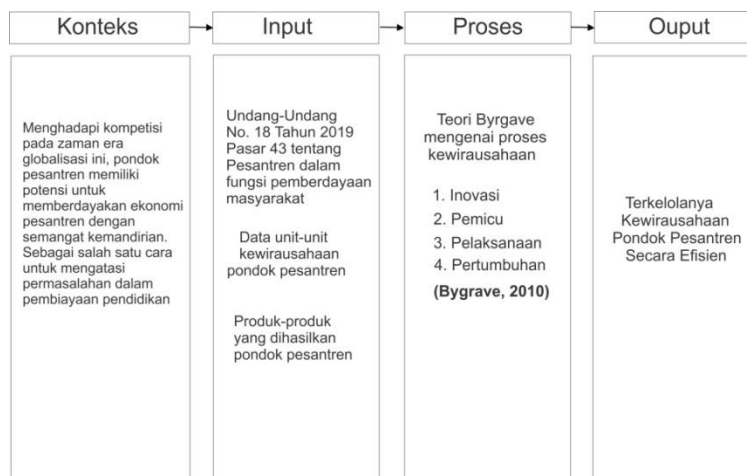 Konteks
Input
Proses
Ouput
Menghadapi kompetisi
pada zaman era
globalisasi ini, pondok
pesantren memiliki
potensi untuk
memberdayakan ekonomi
pesantren dengan
semangat kemandirian.
Sebagai salah satu cara
untuk mengatasi
permasalahan dalam
pembiayaan pendidikan
Undang-Undang
No. 18 Tahun 2019
Pasar 43 tentang
Pesantren dalam
fungsi pemberdayaan
masyarakat
Data unit-unit
kewirausahaan
pondok pesantren
Produk-produk
yang dihasilkan
pondok pesantren
Teori Byrgave
mengenai proses
kewirausahaan
1. Inovasi
2. Pemicu
3. Pelaksanaan
4. Pertumbuhan
(Bygrave, 2010)
Terkelolanya
Kewirausahaan
Pondok Pesantren
Secara Efisien